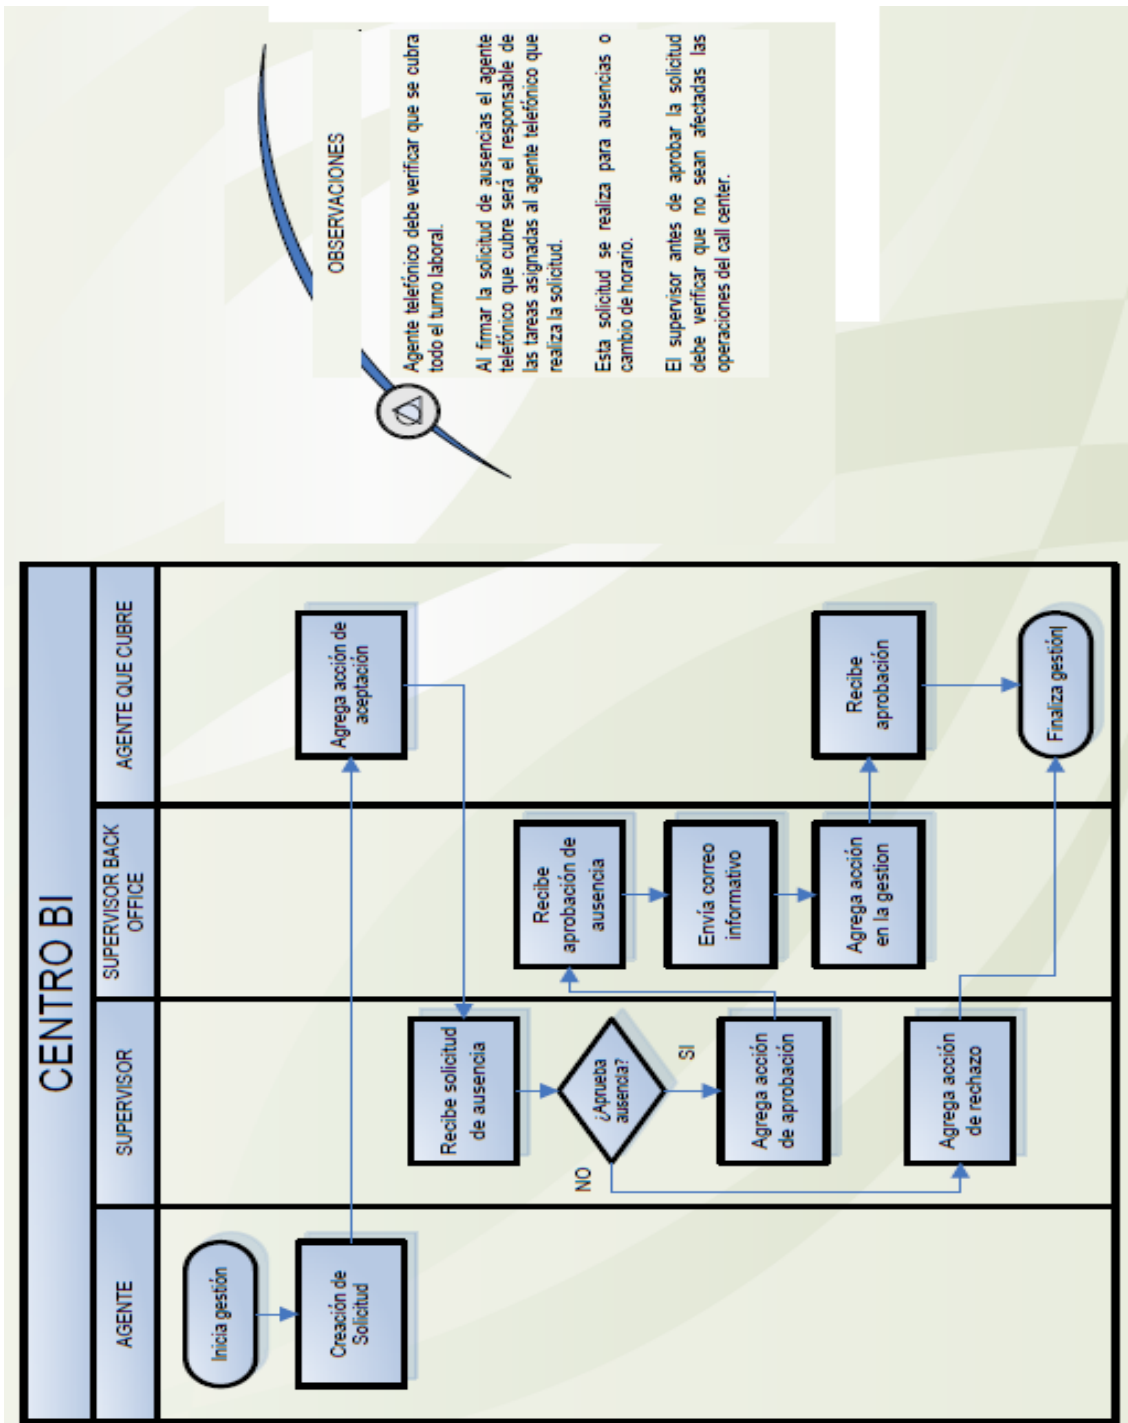 CENTRO BI
AGENTE
SUPERVISOR
SUPERVISOR BACK
OFFICE
AGENTE QUE CUBRE
Inicia gestión
Creación de
Solicitud
Agrega acción de
aceptación
Recibe solicitud
de ausencia
¿Aprueba
ausencia?
NO
SI
Agrega acción
de aprobación
Recibe
aprobación de
ausencia
Envía correo
informativo
Agrega acción
en la gestion
Recibe
aprobación
Agrega acción
de rechazo
Finaliza gestión
OBSERVACIONES
Agente telefónico debe verificar que se cubra
todo el turno laboral.
Al firmar la solicitud de ausencias el agente
telefónico que cubre será el responsable de
las tareas asignadas al agente telefónico que
realiza la solicitud.
Esta solicitud se realiza para ausencias o
cambio de horario.
El supervisor antes de aprobar la solicitud
debe verificar que no sean afectadas las
operaciones del call center.